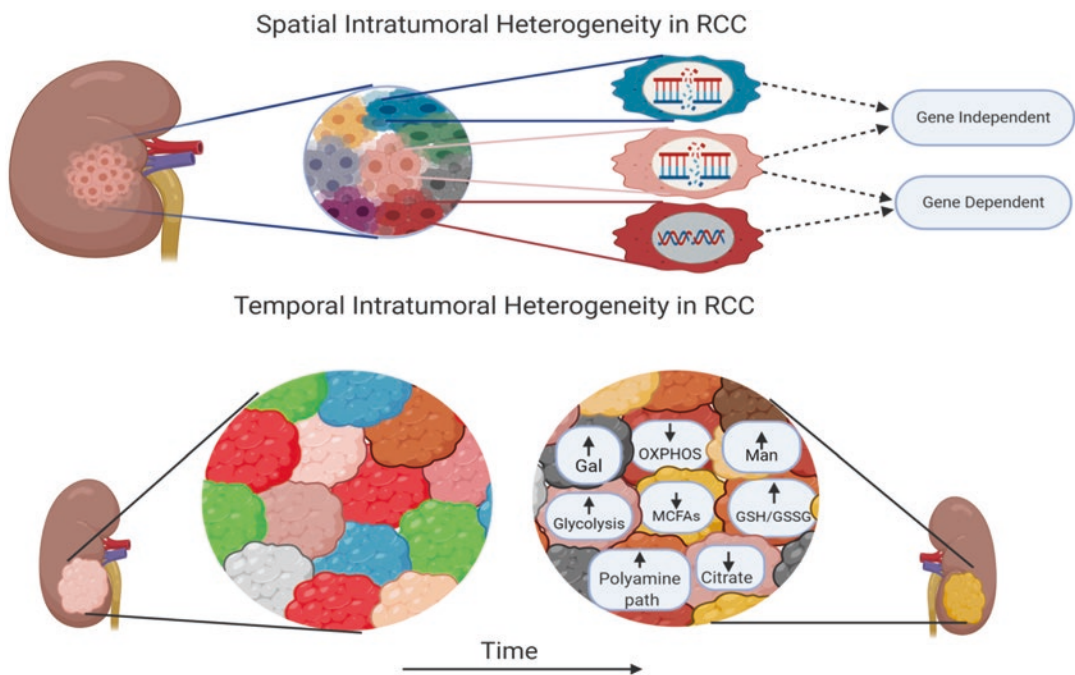 Spatial Intratumoral Heterogeneity in RCC
Gene Independent
Gene Dependent
Temporal Intratumoral Heterogeneity in RCC
Gal
OXPHOS
Man
Glycolysis
MCFAs
GSH/GSSG
Polyamine
path
Citrate
Time